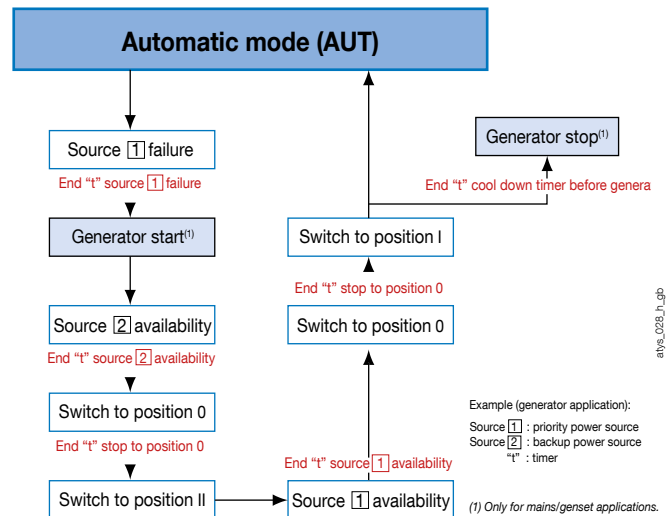 Automatic mode (AUT)
Source 1 failure
End “t” source 1 failure
Generator start(1)
Source 2 availability
End “t” source 2 availability
Switch to position 0
End “t” stop to position 0
Switch to position II
Source 1 availability
End “t” source 1 availability
Switch to position 0
End “t” stop to position 0
Switch to position I
End “t” cool down timer before genera
Generator stop(1)
atys_028_h_gb
Example (generator application):
Source 1 : priority power source
Source 2 : backup power source
“t” : timer
(1) Only for mains/genset applications.